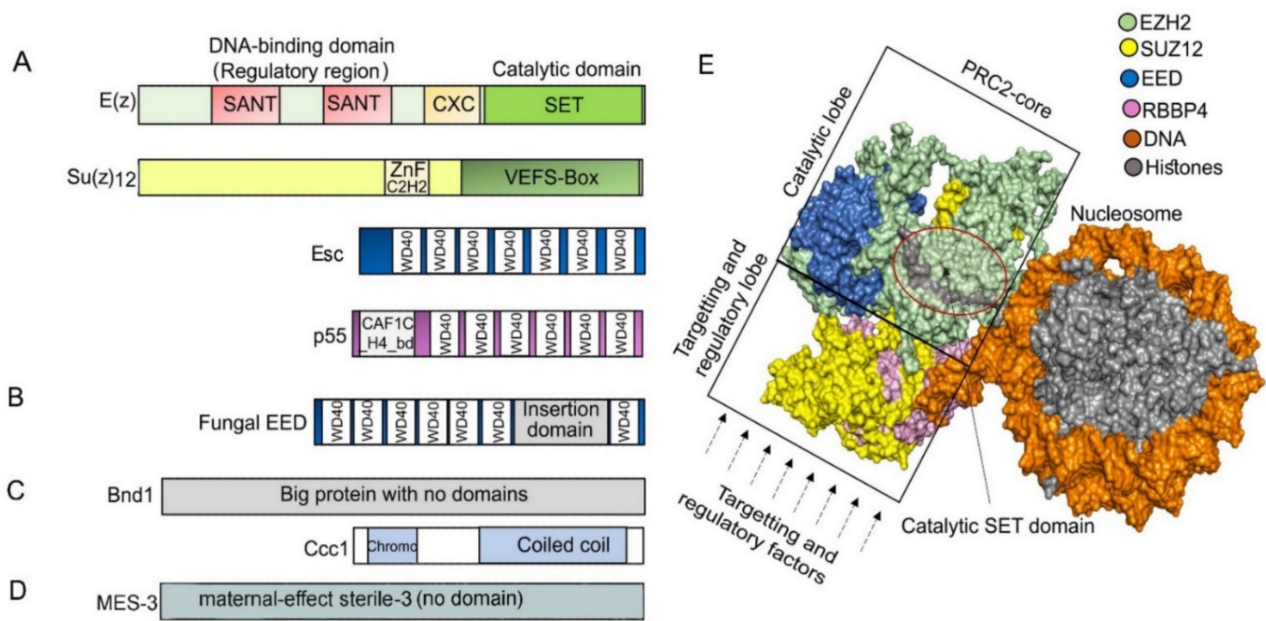 A
DNA-binding domain
(Regulatory region)
Catalytic domain
E(z)
SANT
SANT
CXC
SET
Su(z)12
ZnF
C2H2
VEFS-Box
Esc
WD40
WD40
WD40
WD40
WD40
WD40
WD40
p55
CAF1C
_H4_bd
WD40
WD40
WD40
WD40
WD40
WD40
B
Fungal EED
WD40
WD40
WD40
WD40
WD40
WD40
Insertion
domain
WD40
C
Bnd1
Big protein with no domains
Ccc1
Chromo
Coiled coil
D
MES-3
maternal-effect sterile-3 (no domain)
E
EZH2
SUZ12
EED
RBBP4
DNA
Histones
PRC2-core
Catalytic lobe
Targetting and
regulatory lobe
Nucleosome
Catalytic SET domain
Targetting and
regulatory factors